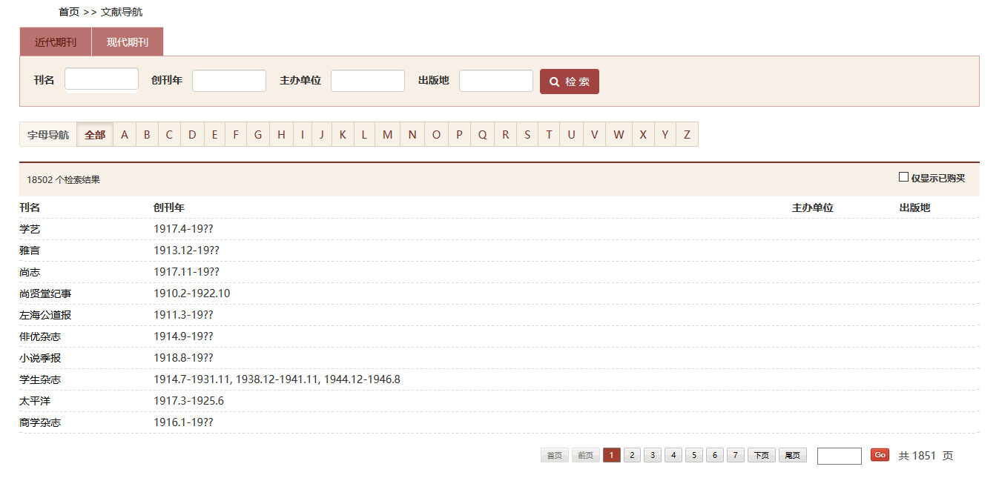 首页 >> 文献导航
近代期刊 现代期刊
刊名 创刊年 主办单位 出版地 检 索
字母导航 全部 A B C D E F G H I J K L M N O P Q R S T U V W X Y Z
18502 个检索结果 仅显示已购买
刊名 创刊年 主办单位 出版地
学艺 1917.4-19??
雅言 1913.12-19??
尚志 1917.11-19??
尚贤堂纪事 1910.2-1922.10
左海公道报 1911.3-19??
俳优杂志 1914.9-19??
小说季报 1918.8-19??
学生杂志 1914.7-1931.11, 1938.12-1941.11, 1944.12-1946.8
太平洋 1917.3-1925.6
商学杂志 1916.1-19??
首页 前页 1 2 3 4 5 6 7 下页 尾页 Go 共 1851 页